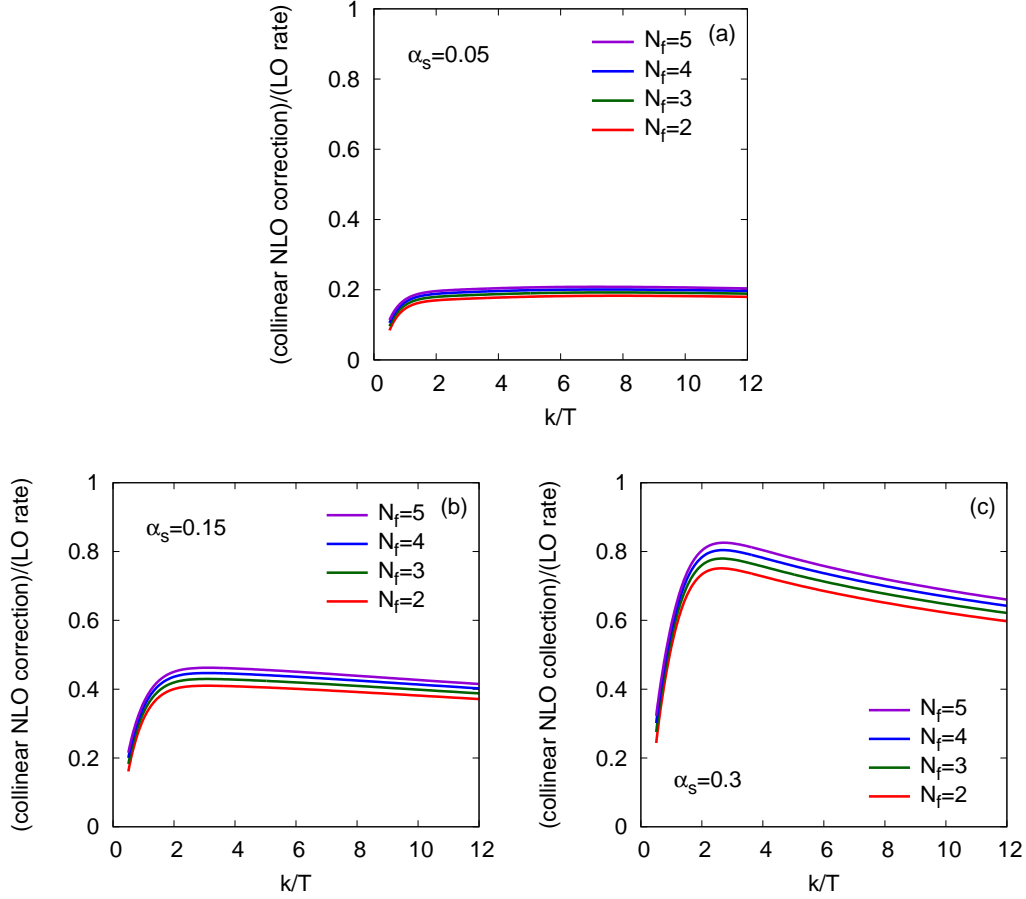 (a)
α_s=0.05
N_f=5
N_f=4
N_f=3
N_f=2
(collinear NLO correction)/(LO rate)
1
0.8
0.6
0.4
0.2
0
0 2 4 6 8 10 12
k/T
(b)
α_s=0.15
N_f=5
N_f=4
N_f=3
N_f=2
(collinear NLO correction)/(LO rate)
1
0.8
0.6
0.4
0.2
0
0 2 4 6 8 10 12
k/T
(c)
α_s=0.3
N_f=5
N_f=4
N_f=3
N_f=2
(collinear NLO collection)/(LO rate)
1
0.8
0.6
0.4
0.2
0
0 2 4 6 8 10 12
k/T